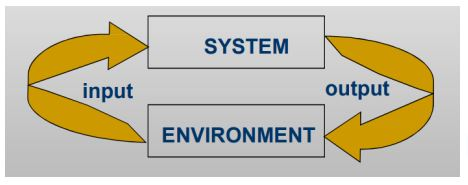 SYSTEM
input
output
ENVIRONMENT